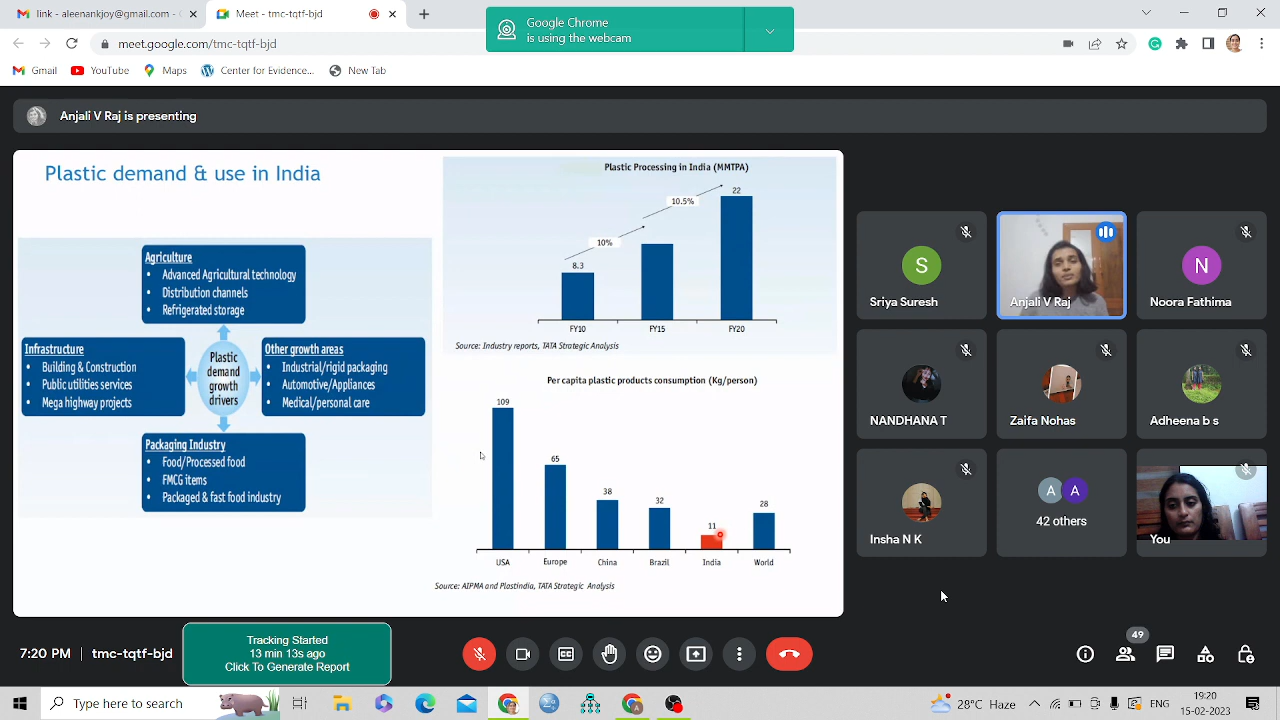 link -
Meet - tmc-tqtf-bjd
Google Chrome
is using the webcam
meet.google.com/tmc-tqtf-bjd
Gmail
YouTube
Maps
Center for Evidence...
New Tab
Anjali V Raj is presenting
Plastic demand & use in India
Agriculture
• Advanced Agricultural technology
• Distribution channels
• Refrigerated storage
Infrastructure
• Building & Construction
• Public utilities services
• Mega highway projects
Plastic
demand
growth
drivers
Other growth areas
• Industrial/rigid packaging
• Automotive/Appliances
• Medical/personal care
Packaging Industry
• Food/Processed food
• FMCG items
• Packaged & fast food industry
Plastic Processing in India (MMTPA)
22
10.5%
10%
8.3
FY10 FY15 FY20
Source: Industry reports, TATA Strategic Analysis
Per capita plastic products consumption (Kg/person)
109
65
38
32
11
28
USA Europe China Brazil India World
Source: AIPMA and Plastindia, TATA Strategic Analysis
S
Sriya Suresh
Anjali V Raj
N
Noora Fathima
NANDHANA T
Zaifa Nohas
Adheena b s
Insha N K
A A
42 others
You
7:20 PM | tmc-tqtf-bjd
Tracking Started
13 min 13s ago
Click To Generate Report
49
Type here to search
28°C Haze
ENG
19:20
15-02-2023